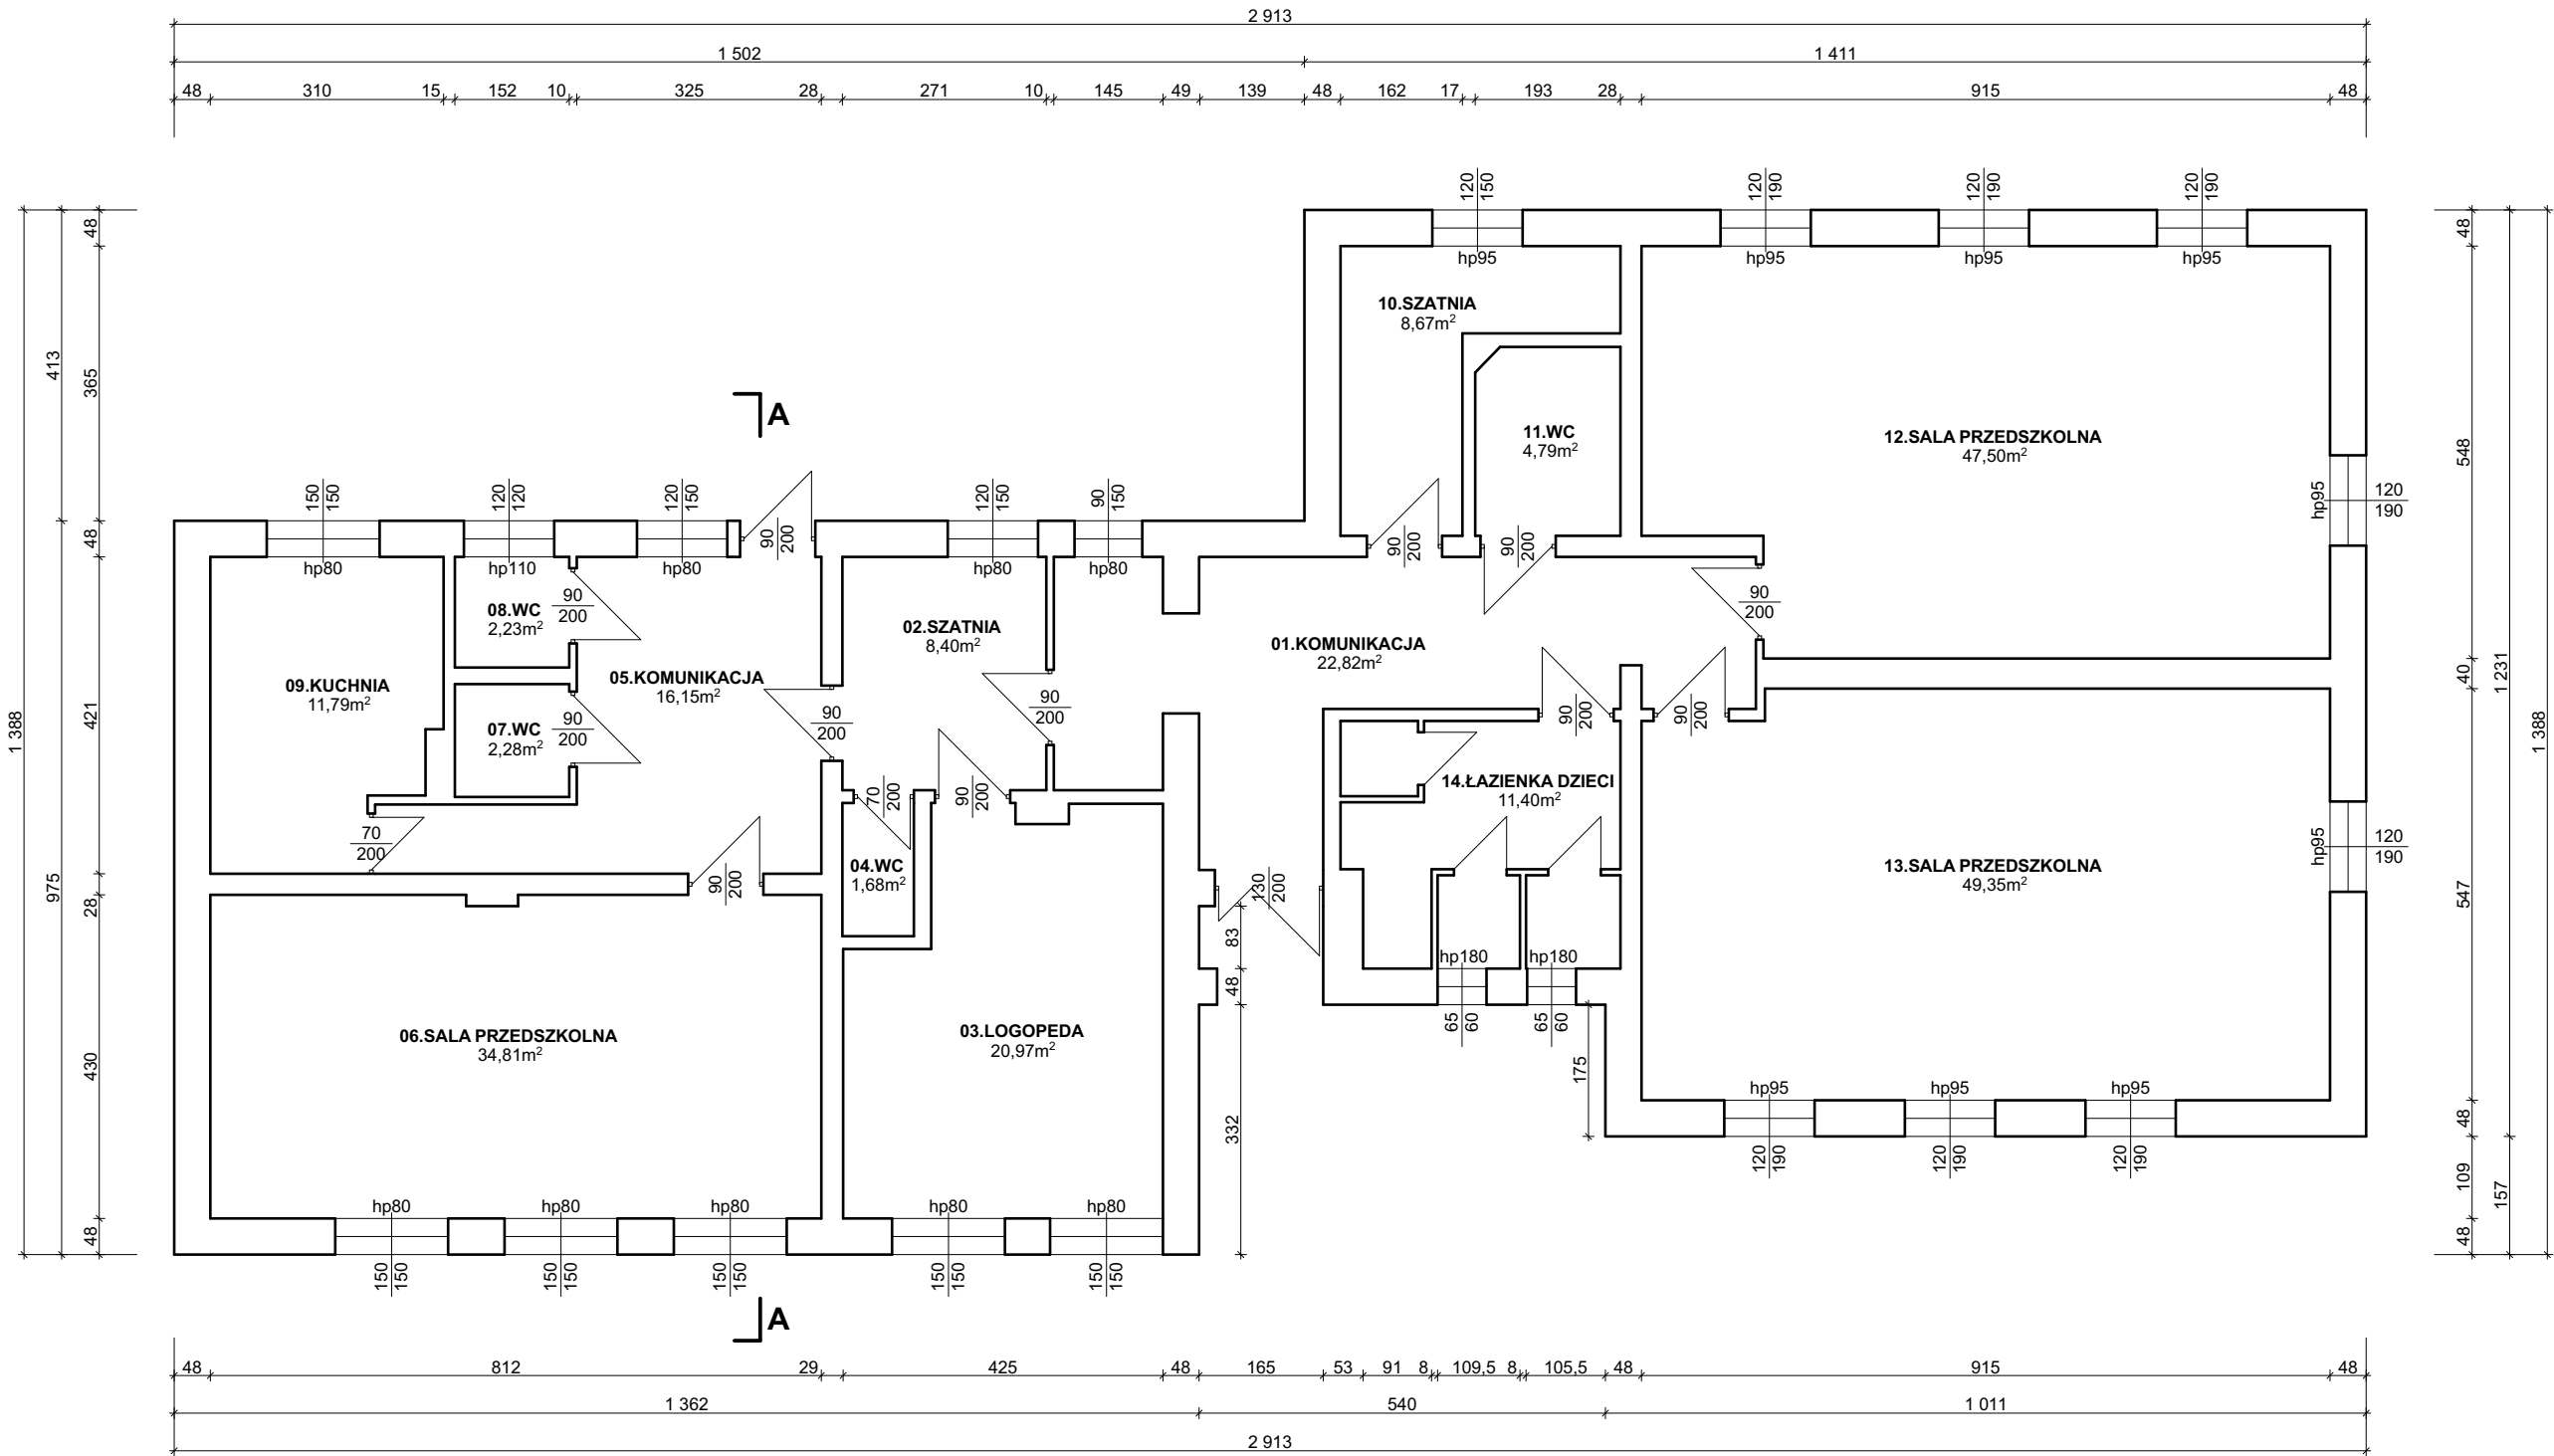 2 913
1 502 1 411
48 310 15 152 10 325 28 271 10 145 49 139 48 162 17 193 28 915 48
120 150 120 190 120 190 120 190
hp95 hp95 hp95 hp95
1 388
413 975
48 365 48 421 28 430 48
10.SZATNIA
8,67m²
11.WC
4,79m²
12.SALA PRZEDSZKOLNA
47,50m²
hp95 120
190
A
150 150 120 120 120 150 90 200 120 150 90 150
hp80 hp110 hp80 hp80 hp80
90 200 90 200
08.WC
2,23m²
90
200
90
200
02.SZATNIA
8,40m²
01.KOMUNIKACJA
22,82m²
09.KUCHNIA
11,79m²
05.KOMUNIKACJA
16,15m²
07.WC
2,28m²
90
200
90
200
90
200
90 200 90 200
70 200 90 200
14.ŁAZIENKA DZIECI
11,40m²
70
200
90 200
04.WC
1,68m²
130 200
13.SALA PRZEDSZKOLNA
49,35m²
hp95 120
190
83 48 332
hp180 hp180
65 60 65 60
175
06.SALA PRZEDSZKOLNA
34,81m²
03.LOGOPEDA
20,97m²
hp95 hp95 hp95
120 190 120 190 120 190
hp80 hp80 hp80 hp80 hp80
150 150 150 150 150 150 150 150 150 150
A
48 548 40 547 48 109 48
1 231 157
1 388
48 812 29 425 48 165 53 91 8 109,5 8 105,5 48 915 48
1 362 540 1 011
2 913